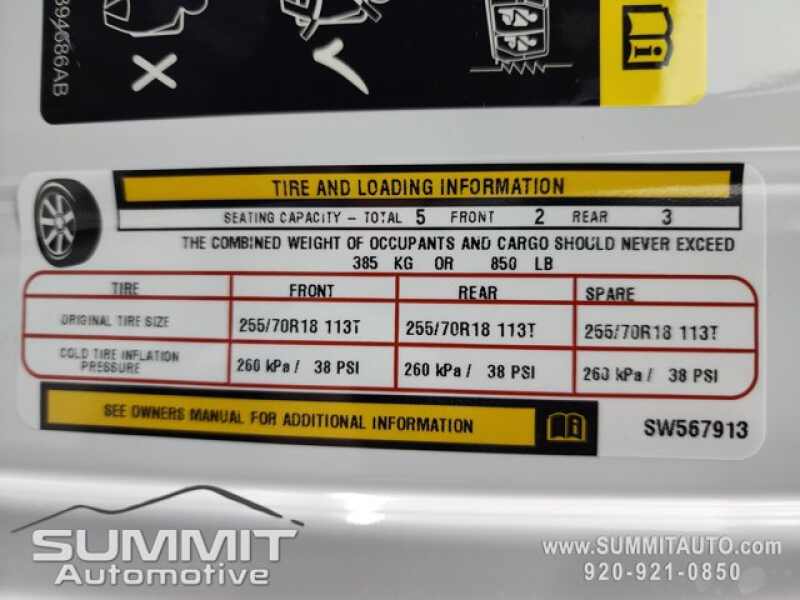 894686AB
TIRE AND LOADING INFORMATION
SEATING CAPACITY - TOTAL 5 FRONT 2 REAR 3
THE COMBINED WEIGHT OF OCCUPANTS AND CARGO SHOULD NEVER EXCEED
385 KG OR 850 LB
TIRE FRONT REAR SPARE
ORIGINAL TIRE SIZE 255/70R18 113T 255/70R18 113T 255/70R18 113T
COLD TIRE INFLATION PRESSURE 260 kPa / 38 PSI 260 kPa / 38 PSI 260 kPa / 38 PSI
SEE OWNERS MANUAL FOR ADDITIONAL INFORMATION
SW567913
SUMMIT
Automotive
www.SUMMITAUTO.com
920-921-0850